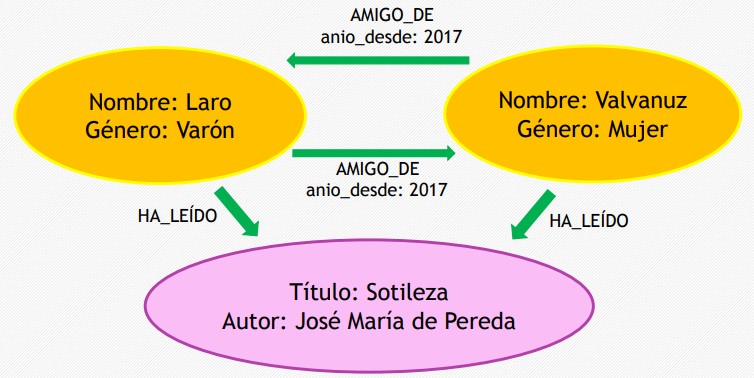 AMIGO_DE
anio_desde: 2017
Nombre: Laro
Género: Varón
Nombre: Valvanuz
Género: Mujer
AMIGO_DE
anio_desde: 2017
HA_LEÍDO
HA_LEÍDO
Título: Sotileza
Autor: José María de Pereda